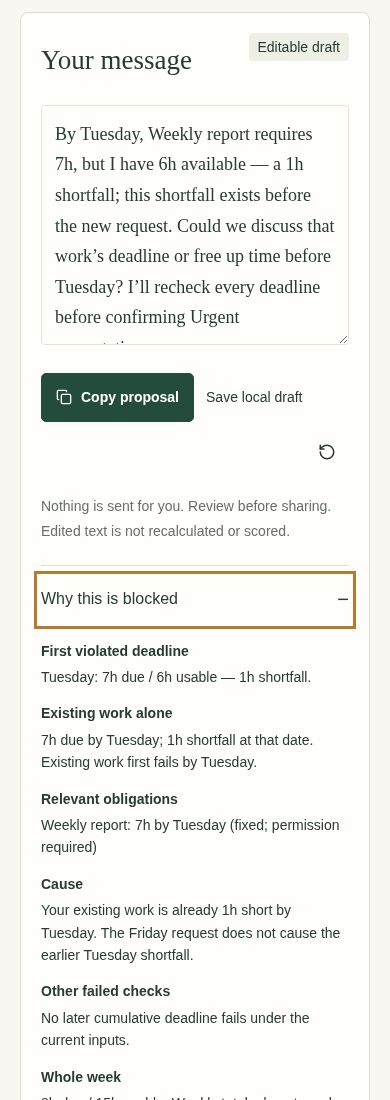 Your message
Editable draft
By Tuesday, Weekly report requires
7h, but I have 6h available — a 1h
shortfall; this shortfall exists before
the new request. Could we discuss that
work’s deadline or free up time before
Tuesday? I’ll recheck every deadline
before confirming Urgent
Copy proposal
Save local draft
Nothing is sent for you. Review before sharing.
Edited text is not recalculated or scored.
Why this is blocked
First violated deadline
Tuesday: 7h due / 6h usable — 1h shortfall.
Existing work alone
7h due by Tuesday; 1h shortfall at that date.
Existing work first fails by Tuesday.
Relevant obligations
Weekly report: 7h by Tuesday (fixed; permission
required)
Cause
Your existing work is already 1h short by
Tuesday. The Friday request does not cause the
earlier Tuesday shortfall.
Other failed checks
No later cumulative deadline fails under the
current inputs.
Whole week